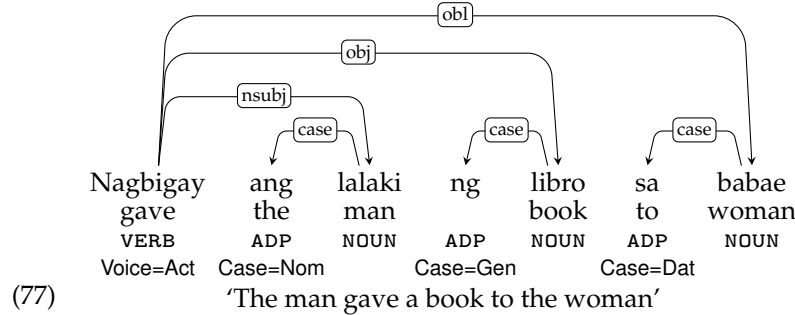 obl
obj
nsubj
case case case
Nagbigay ang lalaki ng libro sa babae
gave the man book to woman
VERB ADP NOUN ADP NOUN ADP NOUN
Voice=Act Case=Nom Case=Gen Case=Dat
(77) ‘The man gave a book to the woman’